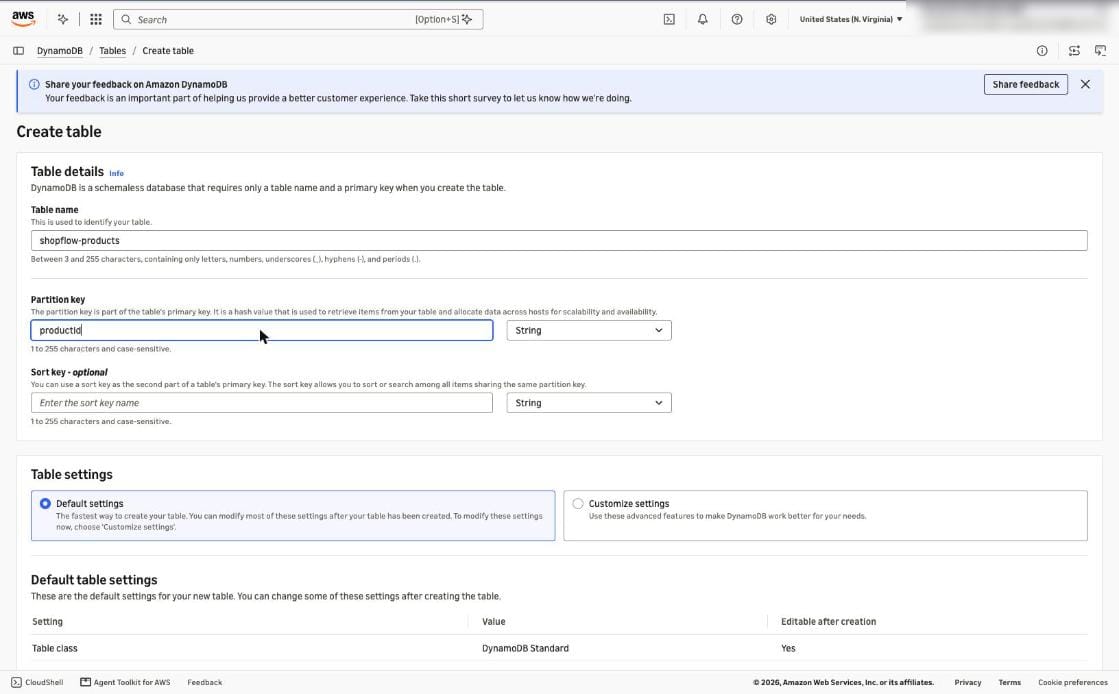 aws
Search
[Option+S]
United States (N. Virginia)
DynamoDB / Tables / Create table
Share your feedback on Amazon DynamoDB
Your feedback is an important part of helping us provide a better customer experience. Take this short survey to let us know how we're doing.
Share feedback
Create table
Table details Info
DynamoDB is a schemaless database that requires only a table name and a primary key when you create the table.
Table name
This is used to identify your table.
shopflow-products
Between 3 and 255 characters, containing only letters, numbers, underscores (_), hyphens (-), and periods (.).
Partition key
The partition key is part of the table's primary key. It is a hash value that is used to retrieve items from your table and allocate data across hosts for scalability and availability.
productId
String
1 to 255 characters and case-sensitive.
Sort key - optional
You can use a sort key as the second part of a table's primary key. The sort key allows you to sort or search among all items sharing the same partition key.
Enter the sort key name
String
1 to 255 characters and case-sensitive.
Table settings
Default settings
The fastest way to create your table. You can modify most of these settings after your table has been created. To modify these settings
now, choose 'Customize settings'.
Customize settings
Use these advanced features to make DynamoDB work better for your needs.
Default table settings
These are the default settings for your new table. You can change some of these settings after creating the table.
Setting Value Editable after creation
Table class DynamoDB Standard Yes
CloudShell Agent Toolkit for AWS Feedback © 2026, Amazon Web Services, Inc. or its affiliates. Privacy Terms Cookie preferences